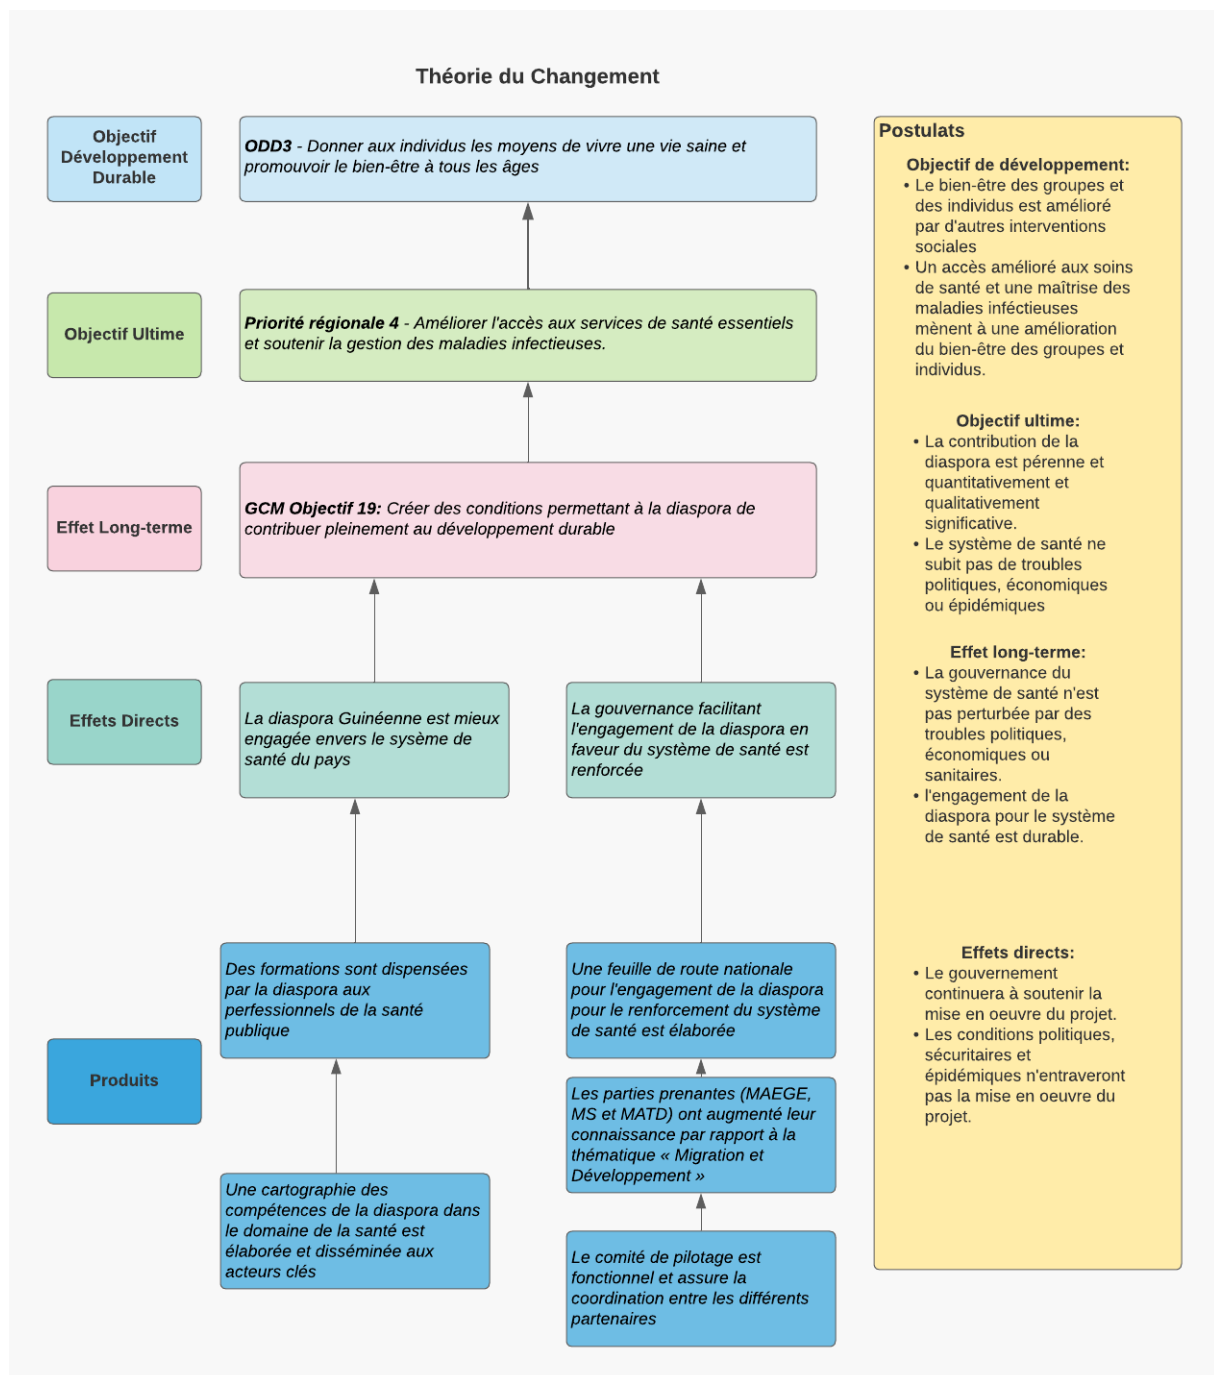 Théorie du Changement
Objectif
Développement
Durable
ODD3 - Donner aux individus les moyens de vivre une vie saine et
promouvoir le bien-être à tous les âges
Objectif Ultime
Priorité régionale 4 - Améliorer l'accès aux services de santé essentiels
et soutenir la gestion des maladies infectieuses.
Effet Long-terme
GCM Objectif 19: Créer des conditions permettant à la diaspora de
contribuer pleinement au développement durable
Effets Directs
La diaspora Guinéenne est mieux
engagée envers le sysème de
santé du pays
La gouvernance facilitant
l'engagement de la diaspora en
faveur du système de santé est
renforcée
Produits
Des formations sont dispensées
par la diaspora aux
perfessionnels de la santé
publique
Une cartographie des
compétences de la diaspora dans
le domaine de la santé est
élaborée et disséminée aux
acteurs clés
Une feuille de route nationale
pour l'engagement de la diaspora
pour le renforcement du système
de santé est élaborée
Les parties prenantes (MAEGE,
MS et MATD) ont augmenté leur
connaissance par rapport à la
thématique « Migration et
Développement »
Le comité de pilotage est
fonctionnel et assure la
coordination entre les différents
partenaires
Postulats
Objectif de développement:
• Le bien-être des groupes et
des individus est amélioré
par d'autres interventions
sociales
• Un accès amélioré aux soins
de santé et une maîtrise des
maladies inféctieuses
mènent à une amélioration
du bien-être des groupes et
individus.
Objectif ultime:
• La contribution de la
diaspora est pérenne et
quantitativement et
qualitativement
significative.
• Le système de santé ne
subit pas de troubles
politiques, économiques
ou épidémiques
Effet long-terme:
• La gouvernance du
système de santé n'est
pas perturbée par des
troubles politiques,
économiques ou
sanitaires.
• l'engagement de la
diaspora pour le système
de santé est durable.
Effets directs:
• Le gouvernement
continuera à soutenir la
mise en oeuvre du projet.
• Les conditions politiques,
sécuritaires et
épidémiques n'entraveront
pas la mise en oeuvre du
projet.